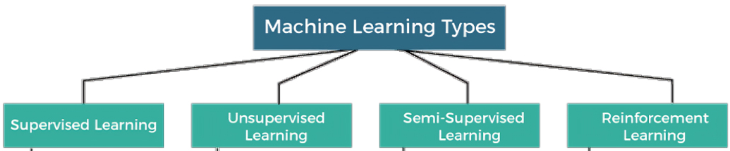 Machine Learning Types
Supervised Learning
Unsupervised
Learning
Semi-Supervised
Learning
Reinforcement
Learning